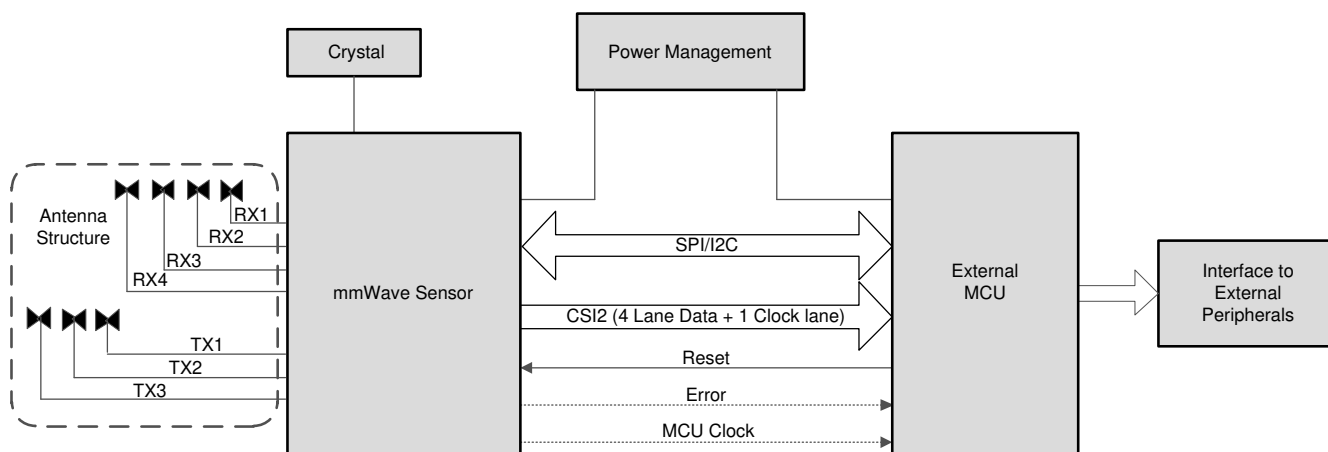 Crystal
Power Management
Antenna
Structure
RX1
RX2
RX3
RX4
TX1
TX2
TX3
mmWave Sensor
SPI/I2C
CSI2 (4 Lane Data + 1 Clock lane)
Reset
Error
MCU Clock
External
MCU
Interface to
External
Peripherals